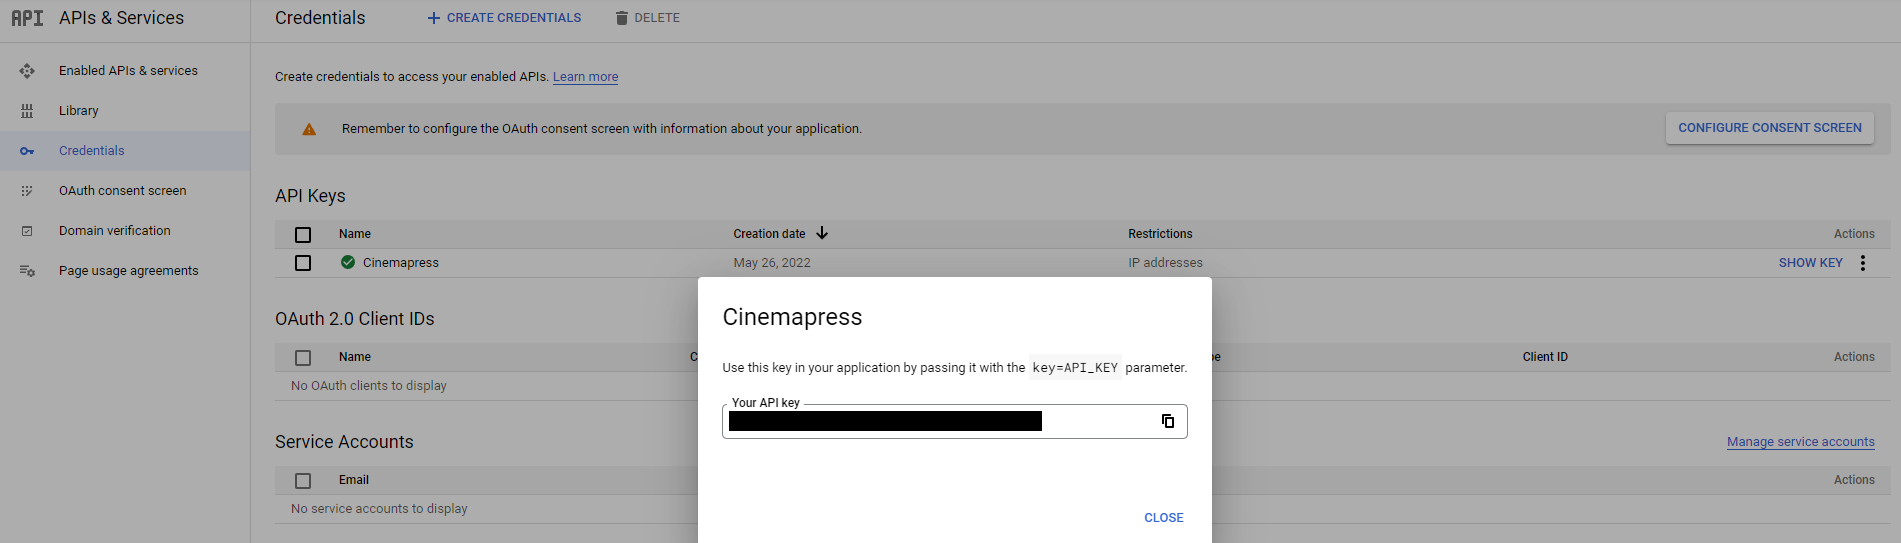 API APIs & Services
Credentials
CREATE CREDENTIALS
DELETE
Enabled APIs & services
Library
Credentials
OAuth consent screen
Domain verification
Page usage agreements
Create credentials to access your enabled APIs. Learn more
Remember to configure the OAuth consent screen with information about your application.
CONFIGURE CONSENT SCREEN
API Keys
Name Creation date Restrictions Actions
Cinemapress May 26, 2022 IP addresses SHOW KEY
OAuth 2.0 Client IDs
Name Client ID Actions
No OAuth clients to display
Service Accounts
Manage service accounts
Email Actions
No service accounts to display
Cinemapress
Use this key in your application by passing it with the key=API_KEY parameter.
Your API key
CLOSE